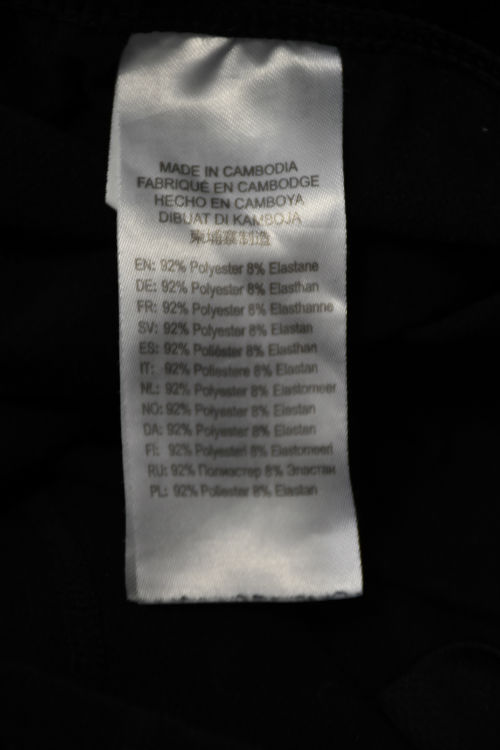 MADE IN CAMBODIA
FABRIQUÉ EN CAMBODGE
HECHO EN CAMBOYA
DIBUAT DI KAMBOJA
柬埔寨制造
EN: 92% Polyester 8% Elastane
DE: 92% Polyester 8% Elasthan
FR: 92% Polyester 8% Elasthanne
SV: 92% Polyester 8% Elastan
ES: 92% Poliéster 8% Elasthan
IT: 92% Poliestere 8% Elastan
NL: 92% Polyester 8% Elastomeer
NO: 92% Polyester 8% Elastan
DA: 92% Polyester 8% Elastan
FI: 92% Polyesteri 8% Elastomeeri
RU: 92% Полиэстер 8% Эластан
PL: 92% Poliester 8% Elastan